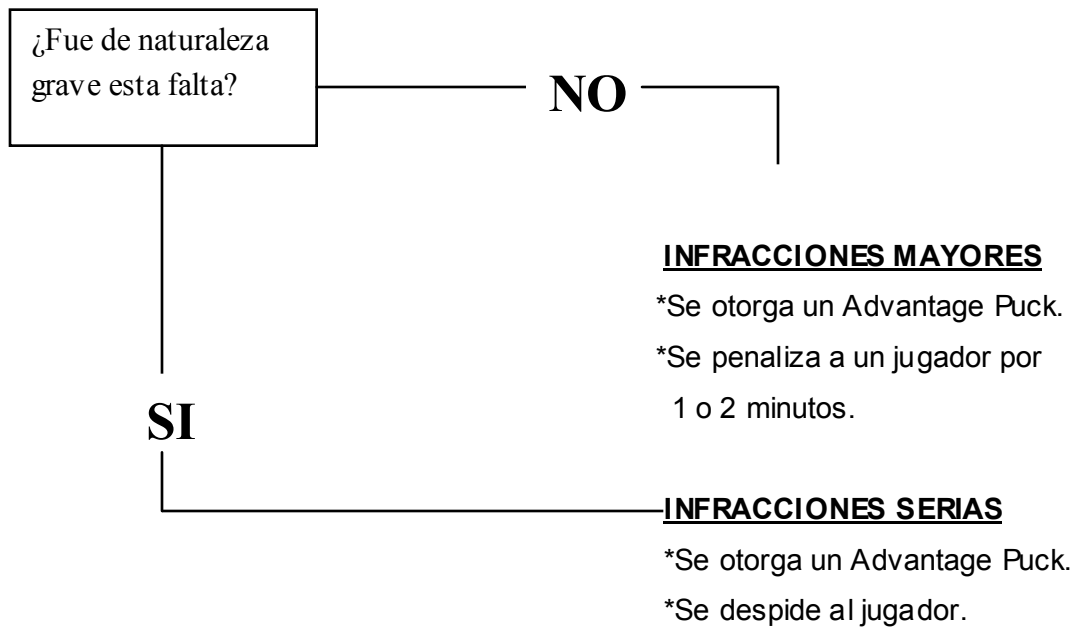 ¿Fue de naturaleza
grave esta falta?
NO
INFRACCIONES MAYORES
*Se otorga un Advantage Puck.
*Se penaliza a un jugador por
1 o 2 minutos.
SI
INFRACCIONES SERIAS
*Se otorga un Advantage Puck.
*Se despide al jugador.